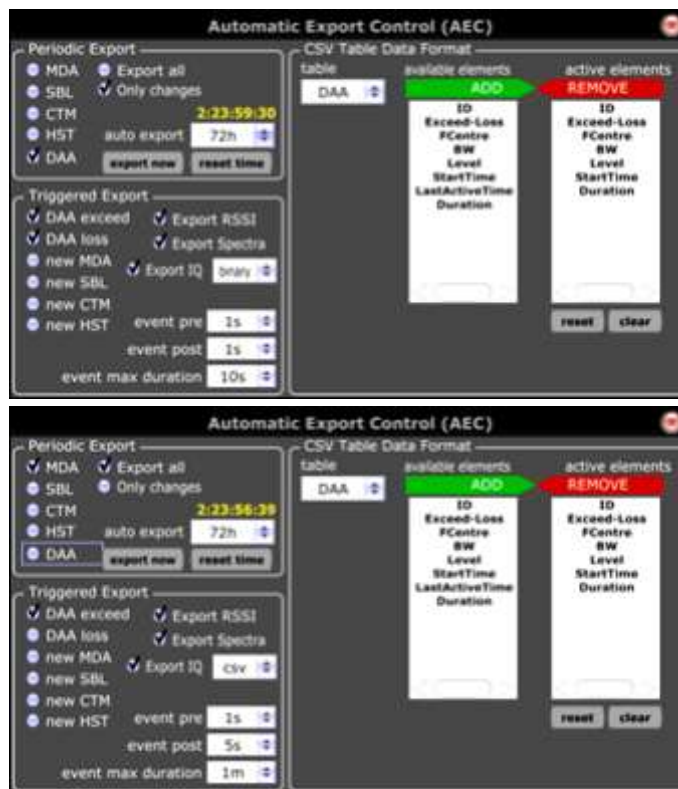 Automatic Export Control (AEC)
Periodic Export
MDA Export all
SBL Only changes
CTM 2:23:59:30
HST auto export 72h
DAA export now reset time
Triggered Export
DAA exceed Export RSSI
DAA loss Export Spectra
new MDA Export IQ binary
new SBL
new CTM
new HST event pre 1s
event post 1s
event max duration 10s
CSV Table Data Format
table available elements active elements
DAA ADD REMOVE
ID ID
Exceed-Loss Exceed-Loss
FCentre FCentre
BW BW
Level Level
StartTime StartTime
LastActiveTime Duration
Duration
reset clear
Automatic Export Control (AEC)
Periodic Export
MDA Export all
SBL Only changes
CTM 2:23:56:39
HST auto export 72h
DAA export now reset time
Triggered Export
DAA exceed Export RSSI
DAA loss Export Spectra
new MDA Export IQ csv
new SBL
new CTM
new HST event pre 1s
event post 5s
event max duration 1m
CSV Table Data Format
table available elements active elements
DAA ADD REMOVE
ID ID
Exceed-Loss Exceed-Loss
FCentre FCentre
BW BW
Level Level
StartTime StartTime
LastActiveTime Duration
Duration
reset clear